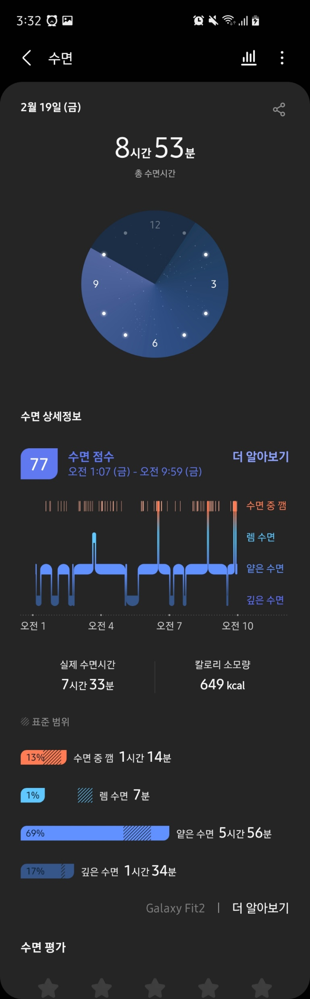 3:32
수면
2월 19일 (금)
8시간 53분
총 수면시간
12
9
3
6
수면 상세정보
77
수면 점수
더 알아보기
오전 1:07 (금) - 오전 9:59 (금)
수면 중 깸
렘 수면
얕은 수면
깊은 수면
오전 1
오전 4
오전 7
오전 10
실제 수면시간
7시간 33분
칼로리 소모량
649 kcal
표준 범위
13% 수면 중 깸 1시간 14분
1% 렘 수면 7분
69% 얕은 수면 5시간 56분
17% 깊은 수면 1시간 34분
Galaxy Fit2 | 더 알아보기
수면 평가